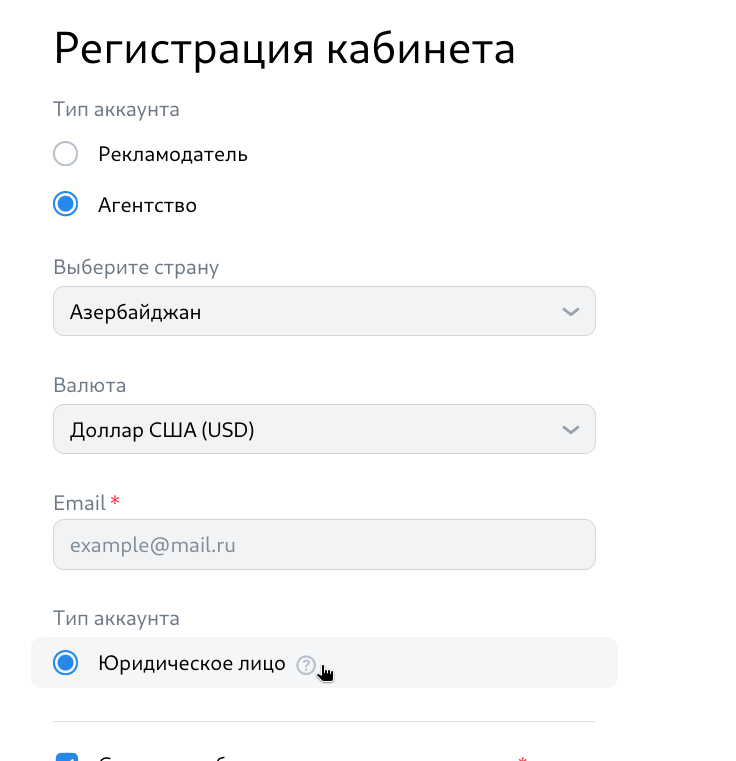 Регистрация кабинета
Тип аккаунта
Рекламодатель
Агентство
Выберите страну
Азербайджан
Валюта
Доллар США (USD)
Email *
example@mail.ru
Тип аккаунта
Юридическое лицо ?